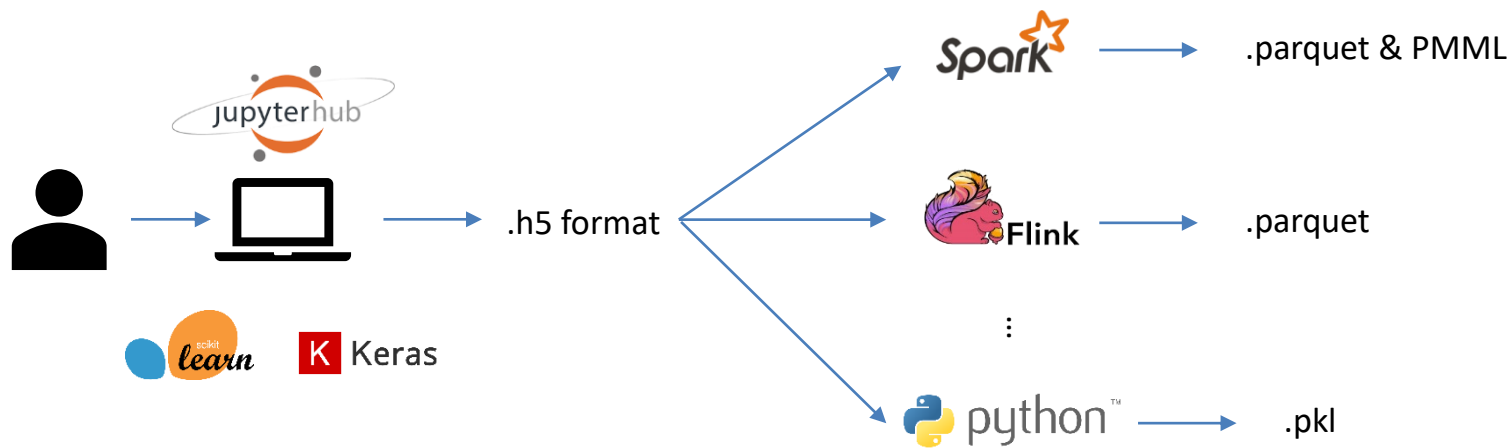 jupyterhub
scikit
learn
K Keras
.h5 format
Spark
.parquet & PMML
Flink
.parquet
...
python™
.pkl